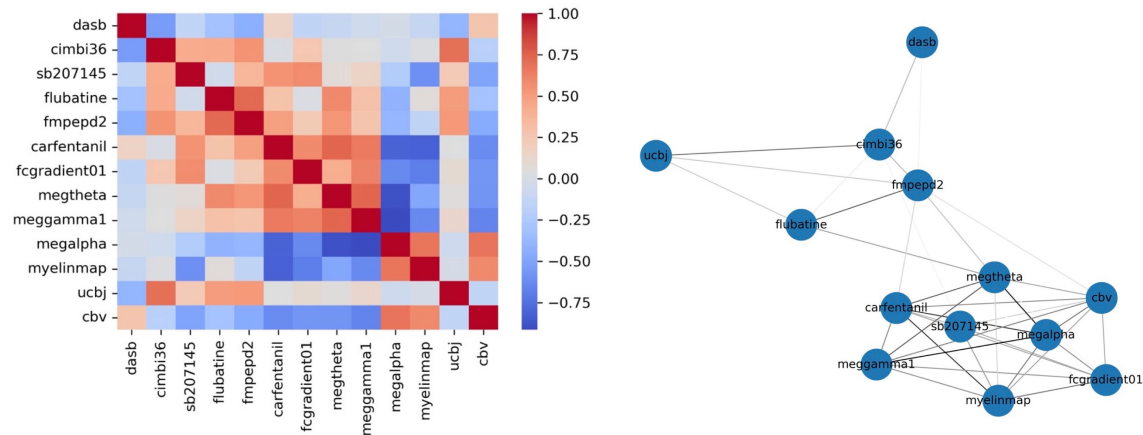 dasb
cimbi36
sb207145
flubatine
fmpepd2
carfentanil
fcgradient01
megtheta
meggamma1
megalpha
myelinmap
ucbj
cbv
dasb
cimbi36
sb207145
flubatine
fmpepd2
carfentanil
fcgradient01
megtheta
meggamma1
megalpha
myelinmap
ucbj
cbv
1.00
0.75
0.50
0.25
0.00
−0.25
−0.50
−0.75
dasb
cimbi36
ucbj
fmpepd2
flubatine
megtheta
cbv
carfentanil
sb207145
megalpha
meggamma1
fcgradient01
myelinmap